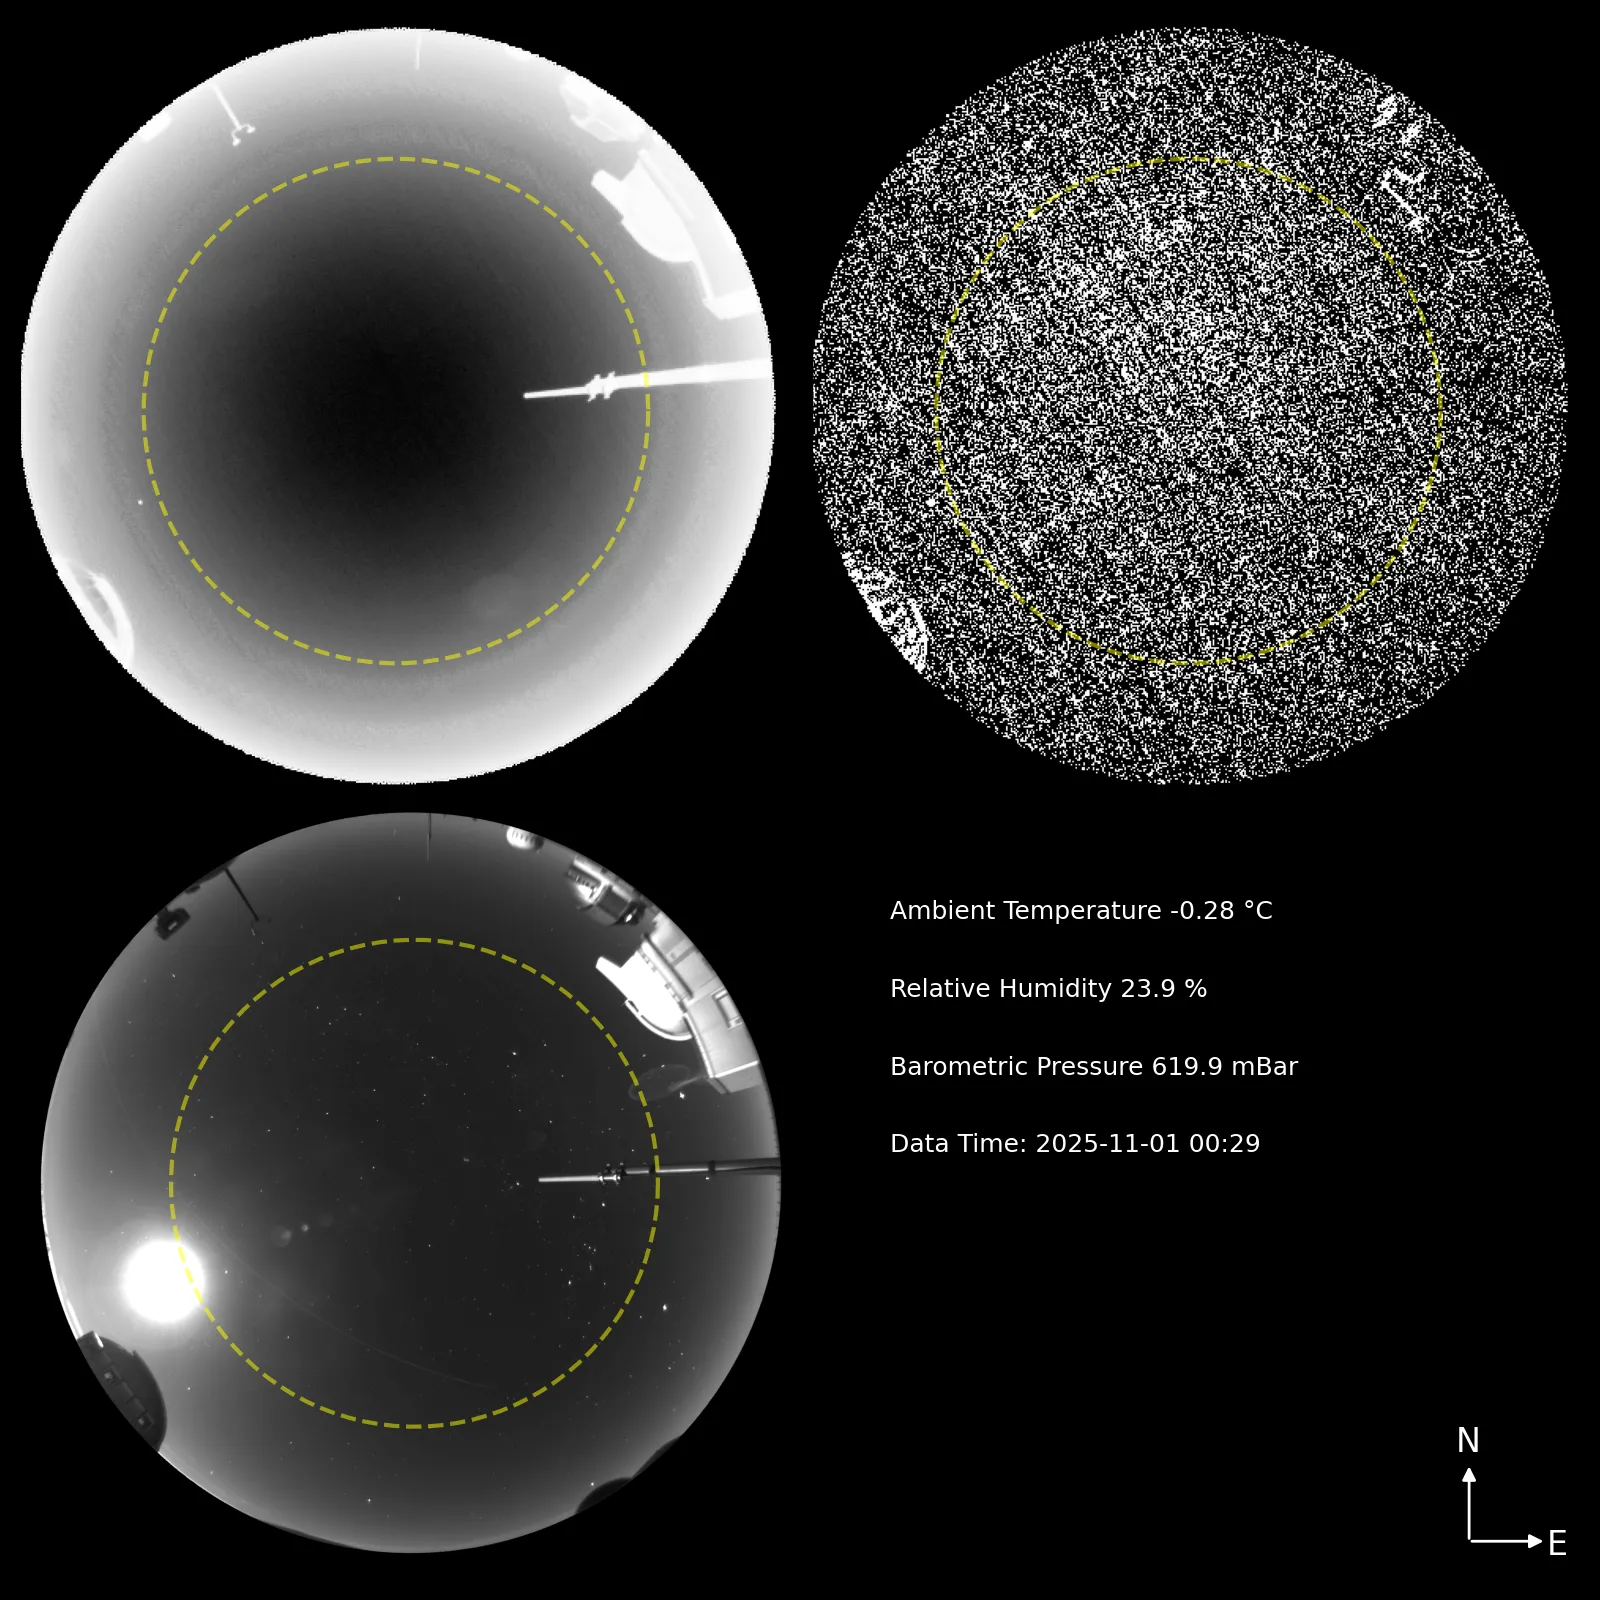 Ambient Temperature -0.28 °C
Relative Humidity 23.9 %
Barometric Pressure 619.9 mBar
Data Time: 2025-11-01 00:29
N
E